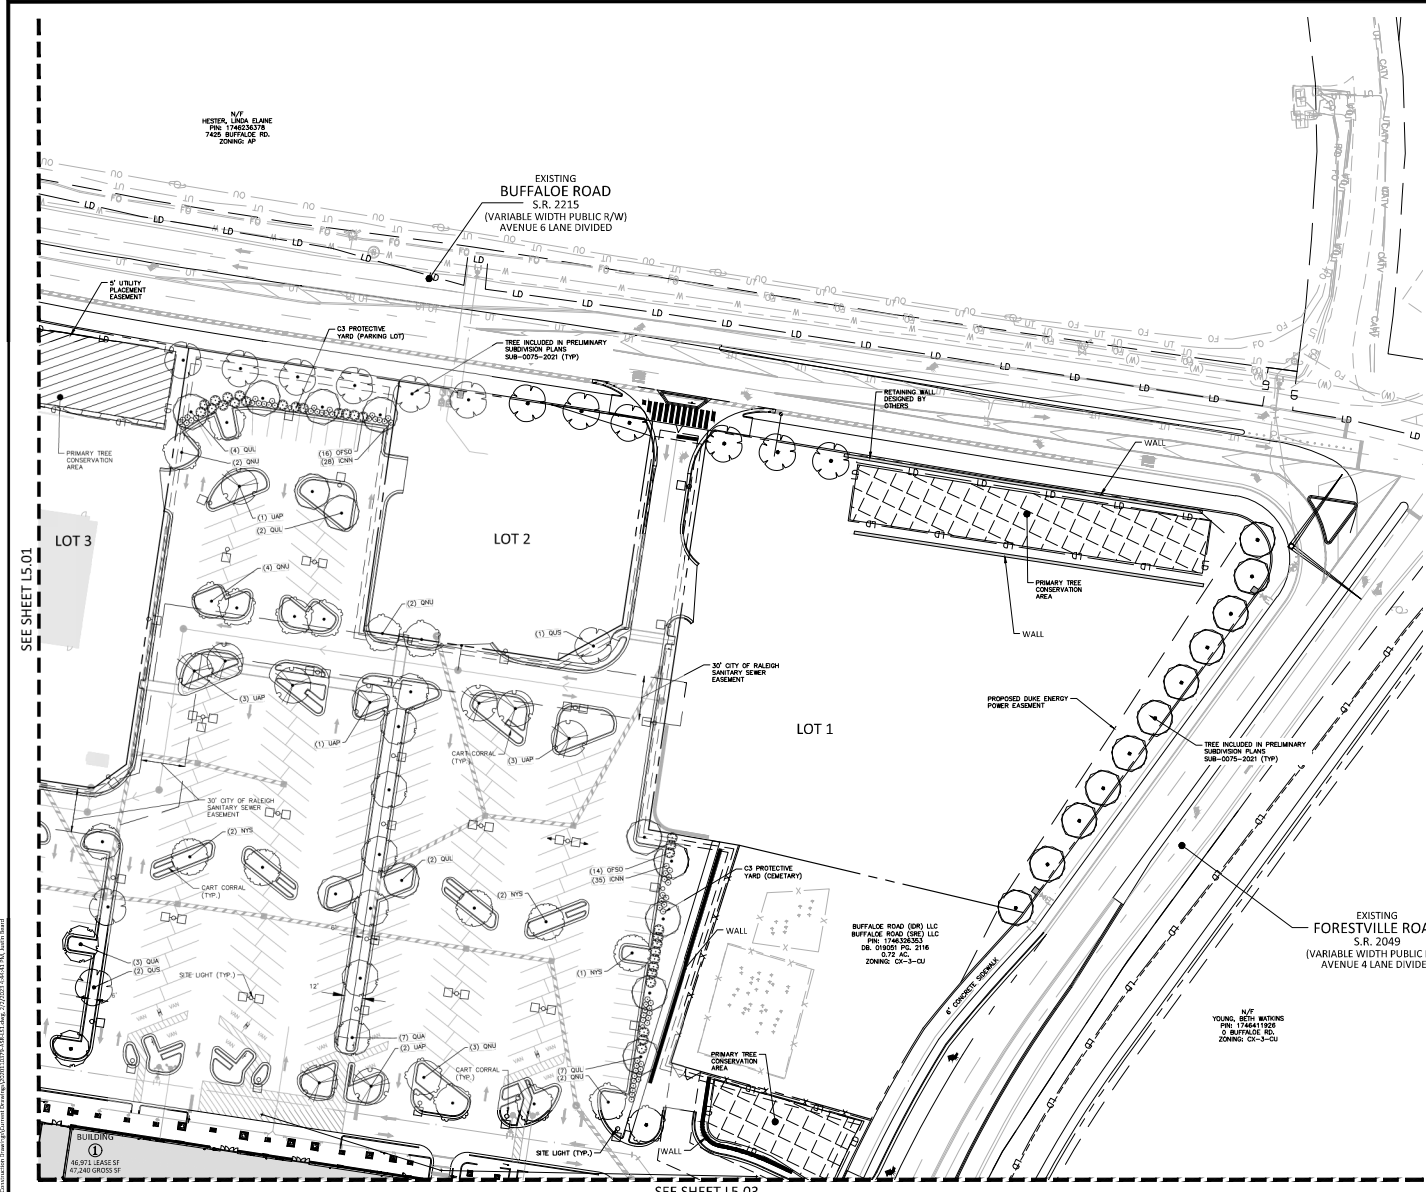 N/F
HESTER, LINDA ELAINE
PIN: 1746236378
7425 BUFFALOE RD.
ZONING: AP
EXISTING
BUFFALOE ROAD
S.R. 2215
(VARIABLE WIDTH PUBLIC R/W)
AVENUE 6 LANE DIVIDED
5' UTILITY
PLACEMENT
EASEMENT
C3 PROTECTIVE
YARD (PARKING LOT)
TREE INCLUDED IN PRELIMINARY
SUBDIVISION PLANS
SUB-0075-2021 (TYP)
RETAINING WALL
DESIGNED BY
OTHERS
WALL
PRIMARY TREE
CONSERVATION
AREA
(4) QUL
(2) QNU
(16) OFSO
(28) ICNN
(1) UAP
(2) QUL
LOT 3
LOT 2
SEE SHEET L5.01
(4) QNU
(2) QNU
(1) QUS
PRIMARY TREE
CONSERVATION
AREA
WALL
30' CITY OF RALEIGH
SANITARY SEWER
EASEMENT
(3) UAP
PROPOSED DUKE ENERGY
POWER EASEMENT
LOT 1
(1) UAP
CART CORRAL
(TYP.)
(3) UAP
TREE INCLUDED IN PRELIMINARY
SUBDIVISION PLANS
SUB-0075-2021 (TYP)
30' CITY OF RALEIGH
SANITARY SEWER
EASEMENT
(2) NYS
(2) QUL
CART CORRAL
(TYP.)
(2) NYS
(14) OFSO
(35) ICNN
C3 PROTECTIVE
YARD (CEMETARY)
WALL
BUFFALOE ROAD (IDR) LLC
BUFFALOE ROAD (SRE) LLC
PIN: 1746326353
DB. 019051 PG. 2116
0.72 AC.
ZONING: CX-3-CU
EXISTING
FORESTVILLE ROA
S.R. 2049
(VARIABLE WIDTH PUBLIC
AVENUE 4 LANE DIVIDE
(3) QUA
(2) QUS
6'
SITE LIGHT (TYP.)
12'
(1) NYS
6' CONCRETE SIDEWALK
N/F
YOUNG, BETH WATKINS
PIN: 1746411926
0 BUFFALOE RD.
ZONING: CX-3-CU
(7) QUA
(2) UAP
(3) QNU
CART CORRAL
(TYP.)
(7) QUL
(2) QNU
PRIMARY TREE
CONSERVATION
AREA
BUILDING
1
46,971 LEASE SF
47,240 GROSS SF
SITE LIGHT (TYP.)
WALL
SEE SHEET L5.03